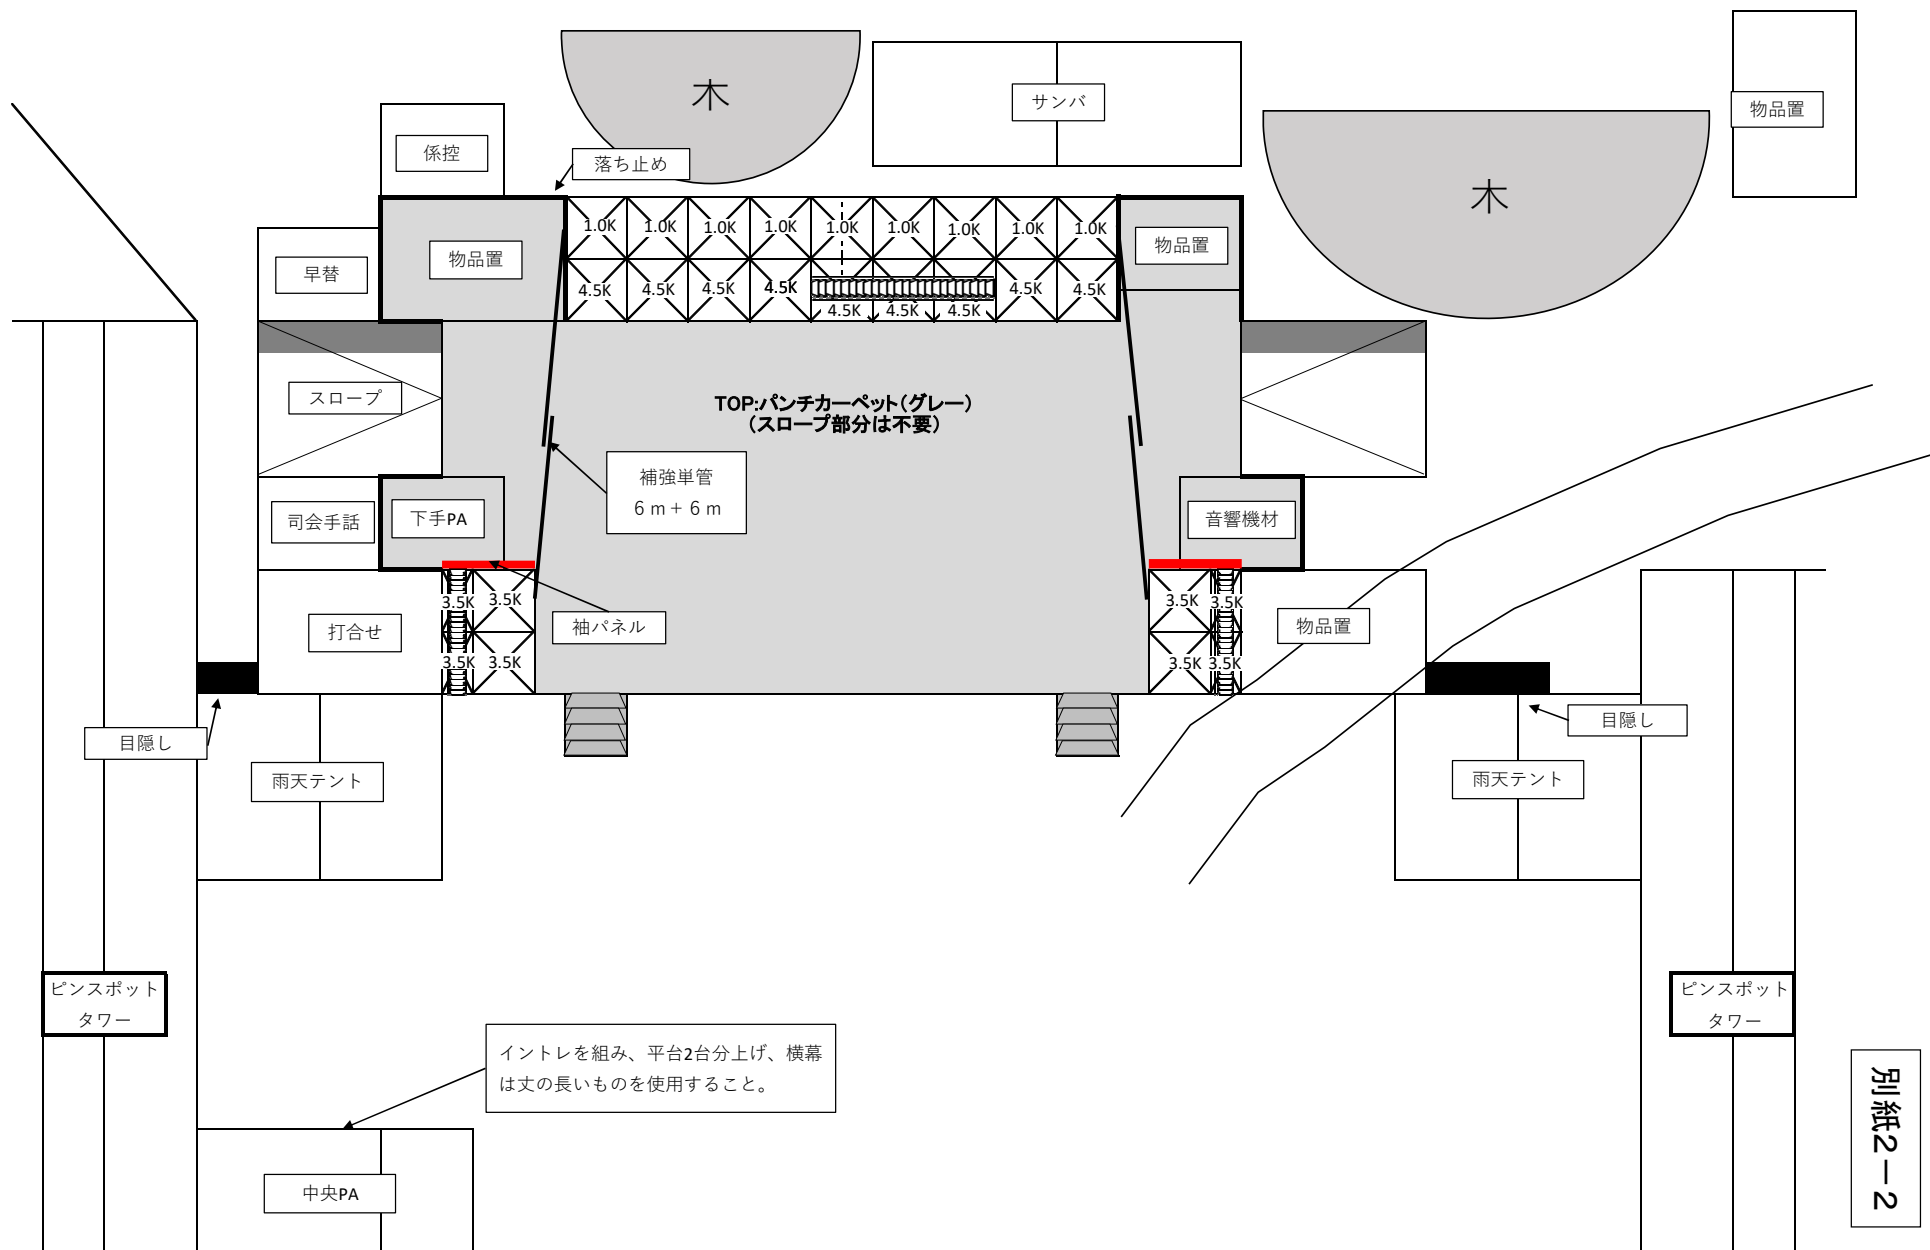 木
サンバ
物品置
係控
落ち止め
木
早替
物品置
1.0K 1.0K 1.0K 1.0K 1.0K 1.0K 1.0K 1.0K 1.0K
物品置
4.5K 4.5K 4.5K 4.5K 4.5K 4.5K
4.5K 4.5K 4.5K
スロープ
TOP:パンチカーペット(グレー)
(スロープ部分は不要)
補強単管
6m+6m
司会手話
下手PA
音響機材
3.5K 3.5K
3.5K 3.5K
打合せ
袖パネル
物品置
3.5K 3.5K
3.5K 3.5K
目隠し
目隠し
雨天テント
雨天テント
ピンスポット
タワー
ピンスポット
タワー
イントレを組み、平台2台分上げ、横幕
は丈の長いものを使用すること。
中央PA
別紙2-2